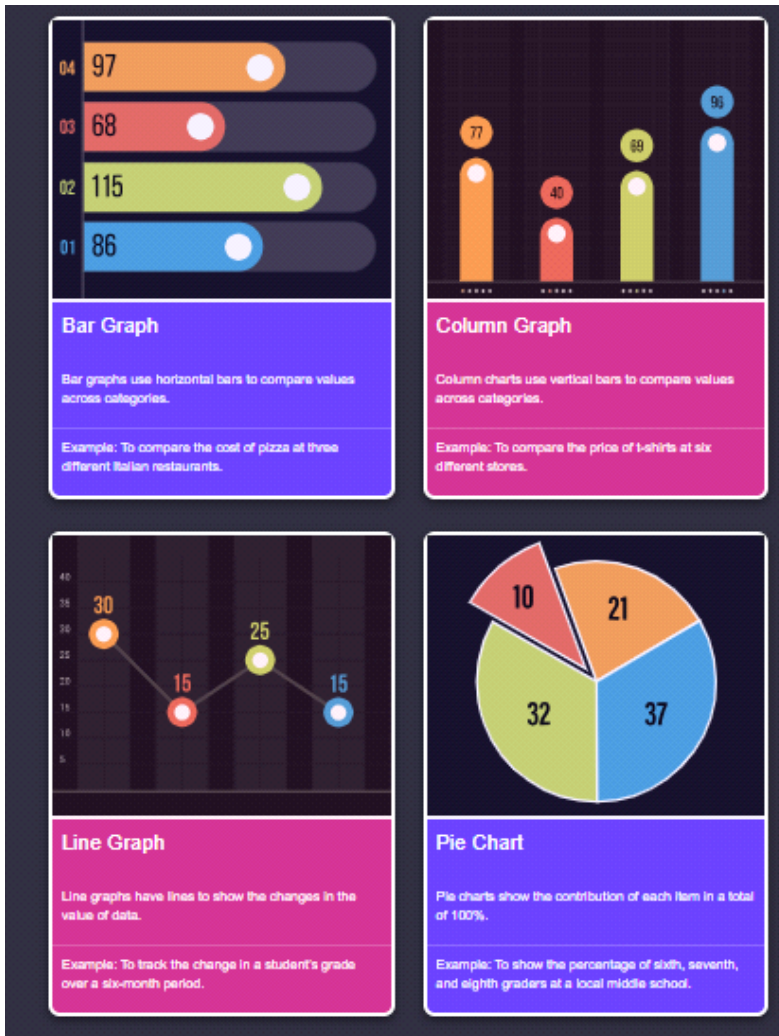 04 97
03 68
02 115
01 86
Bar Graph
Bar graphs use horizontal bars to compare values
across categories.
Example: To compare the cost of pizza at three
different Italian restaurants.
96
77
69
40
Column Graph
Column charts use vertical bars to compare values
across categories.
Example: To compare the price of t-shirts at six
different stores.
40
35
30
25
20
15
10
5
30
15
25
15
Line Graph
Line graphs have lines to show the changes in the
value of data.
Example: To track the change in a student's grade
over a six-month period.
10
21
32
37
Pie Chart
Pie charts show the contribution of each item in a total
of 100%.
Example: To show the percentage of sixth, seventh,
and eighth graders at a local middle school.